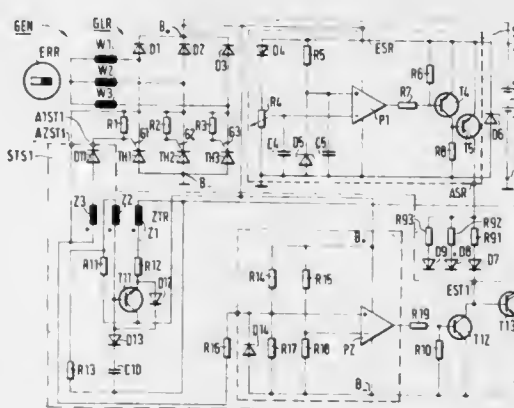 GEN GLR B+
ERR W1 D1 D2 D3 D4 R5 ESR
W2 R6 R7 T4
W3 R4 P1 T5
A1ST1 R1 G1 R2 G2 R3 G3 C4 D5 C5 R8 D6
A2ST1
STS1 D11 TH1 TH2 TH3
B- ASR
Z3 Z2 ZTR Z1 R93 R92 R91
B+ D9 D8 D7
R11 R12 R14 R15 EST1
T11 D12
D14 P2 R19 T12 T13
D13 R16 R17 R18 R10
R13 C10 B-